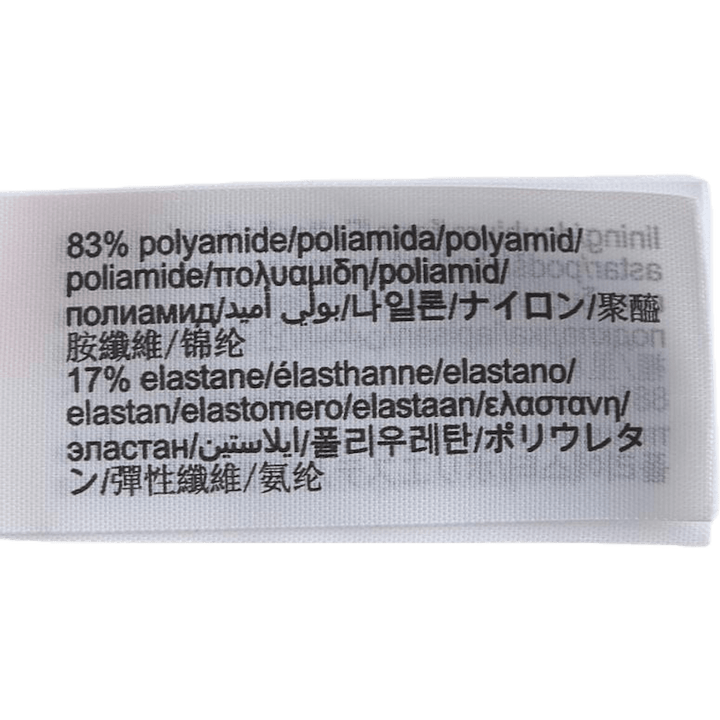 83% polyamide/poliamida/polyamid/
poliamide/πολυαμιδη/poliamid/
полиамид/بولي أميد/나일론/ナイロン/聚醯
胺纖維/锦纶
17% elastane/élasthanne/elastano/
elastan/elastomero/elastaan/ελαστανη/
эластан/ايلاستين/폴리우레탄/ポリウレタ
ン/彈性纖維/氨纶